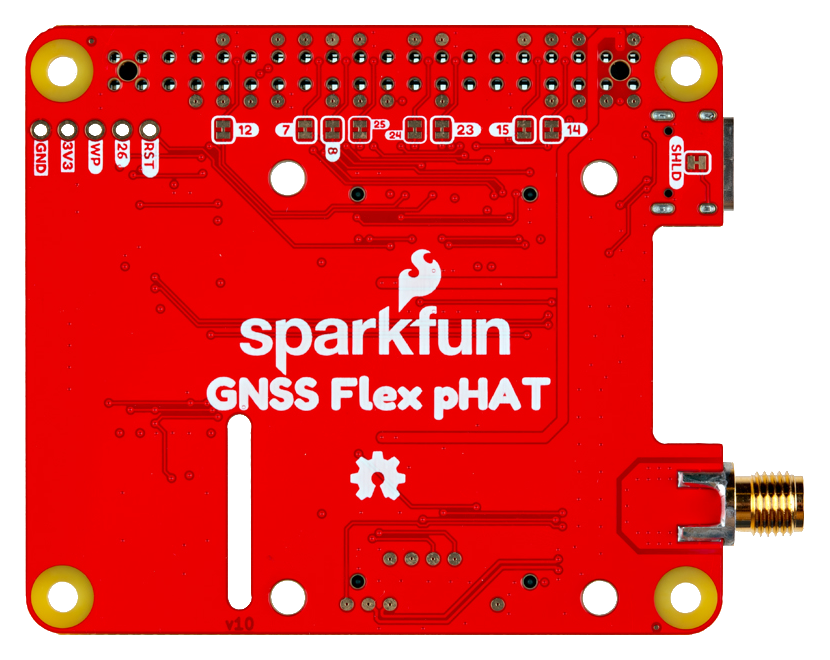 12
7
8
25
24
23
15
14
GND
3V3
WP
26
RST
SHLD
sparkfun
GNSS Flex pHAT
v10